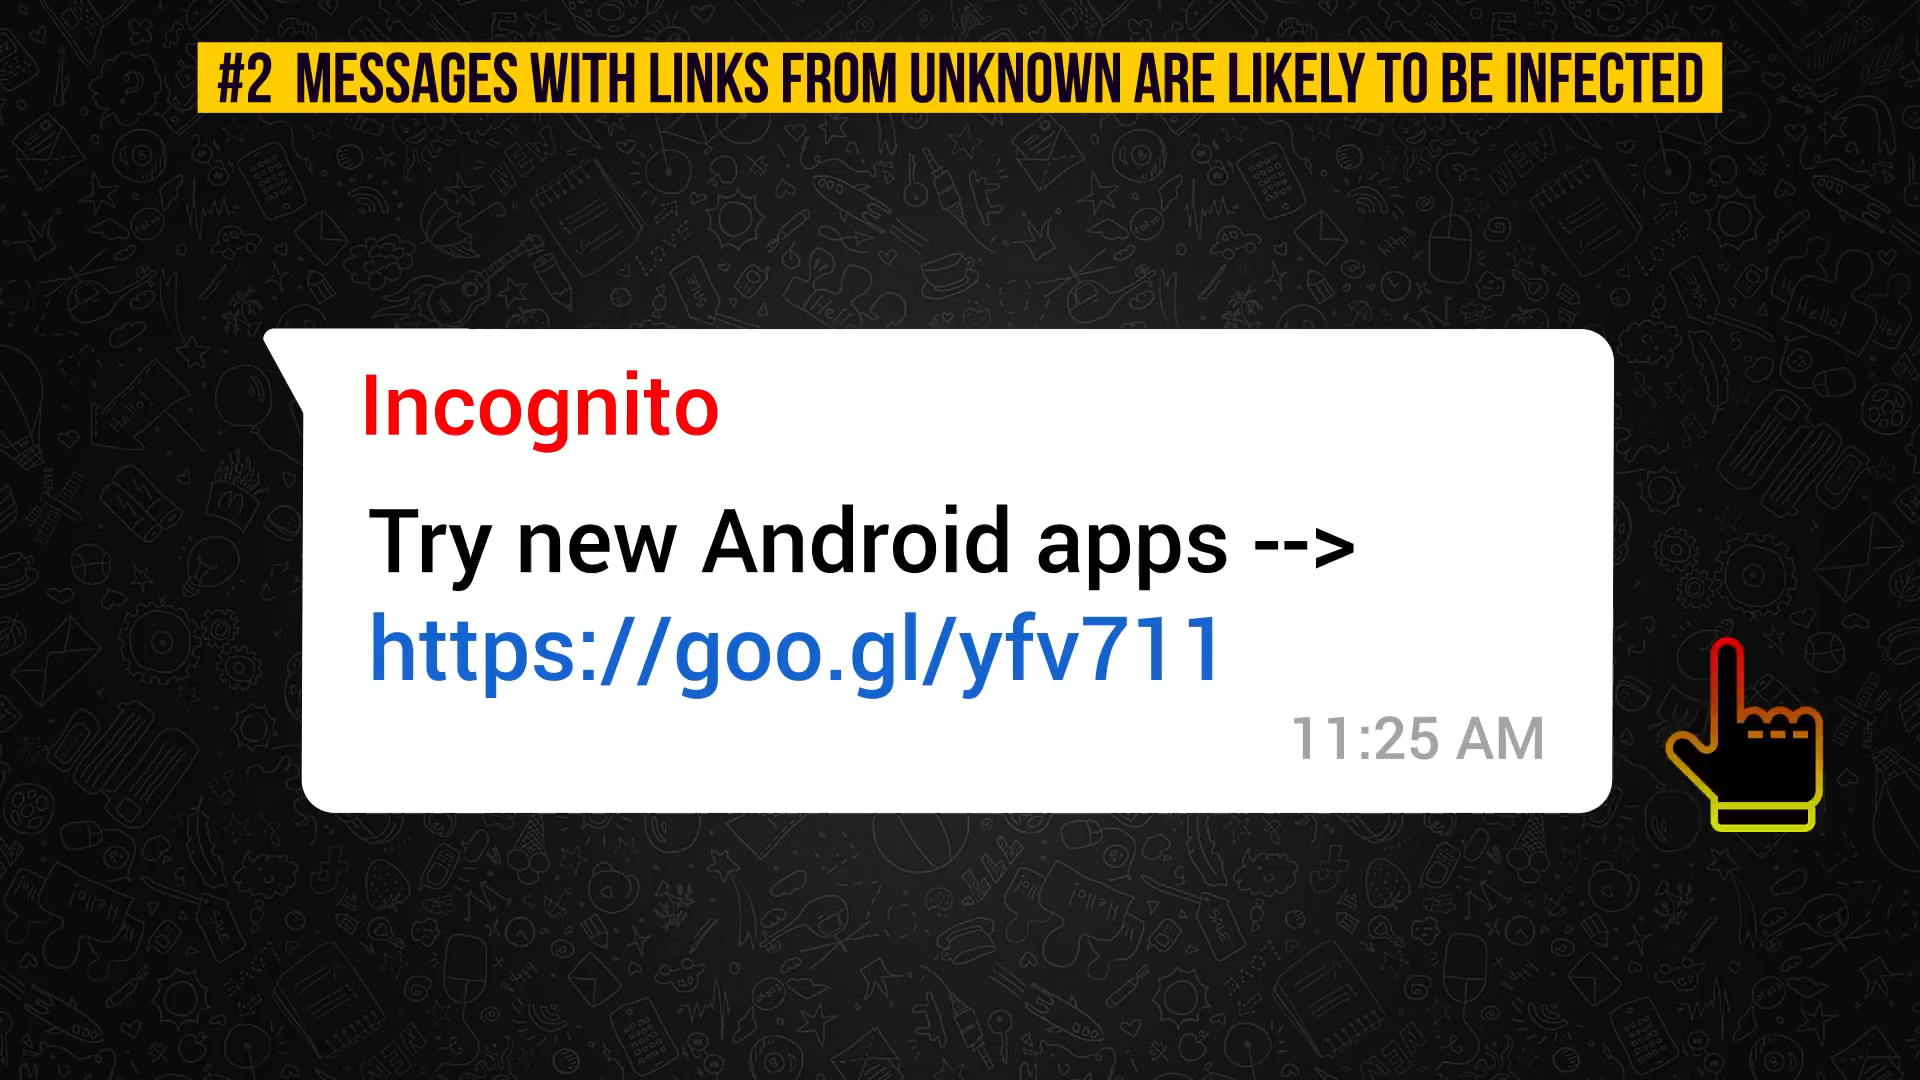 #2 MESSAGES WITH LINKS FROM UNKNOWN ARE LIKELY TO BE INFECTED
Incognito
Try new Android apps -->
https://goo.gl/yfv711
11:25 AM